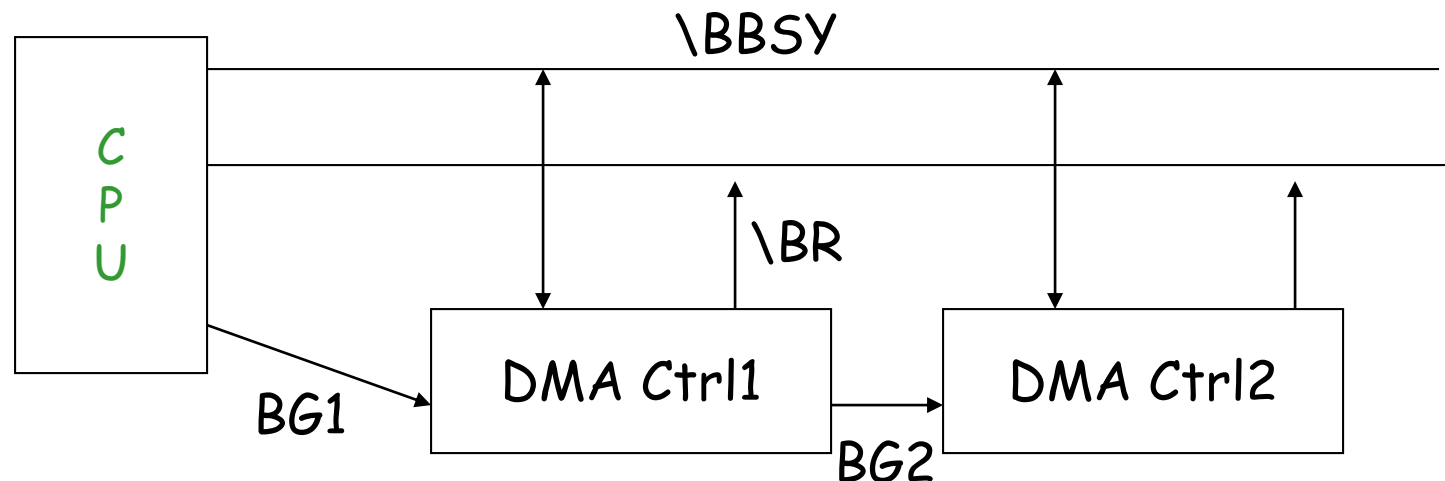 \BBSY
C
P
U
\BR
DMA Ctrl1
DMA Ctrl2
BG1
BG2